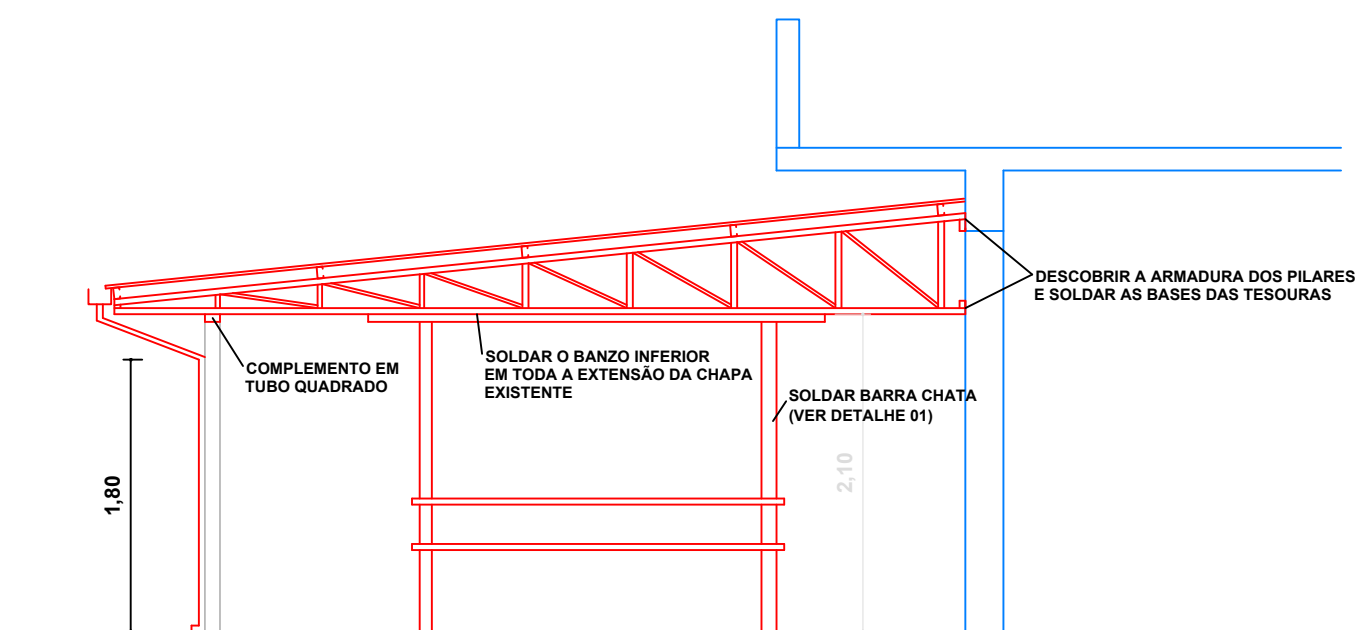 DESCOBRIR A ARMADURA DOS PILARES
E SOLDAR AS BASES DAS TESOURAS
COMPLEMENTO EM
TUBO QUADRADO
SOLDAR O BANZO INFERIOR
EM TODA A EXTENSÃO DA CHAPA
EXISTENTE
SOLDAR BARRA CHATA
(VER DETALHE 01)
1,80
2,10